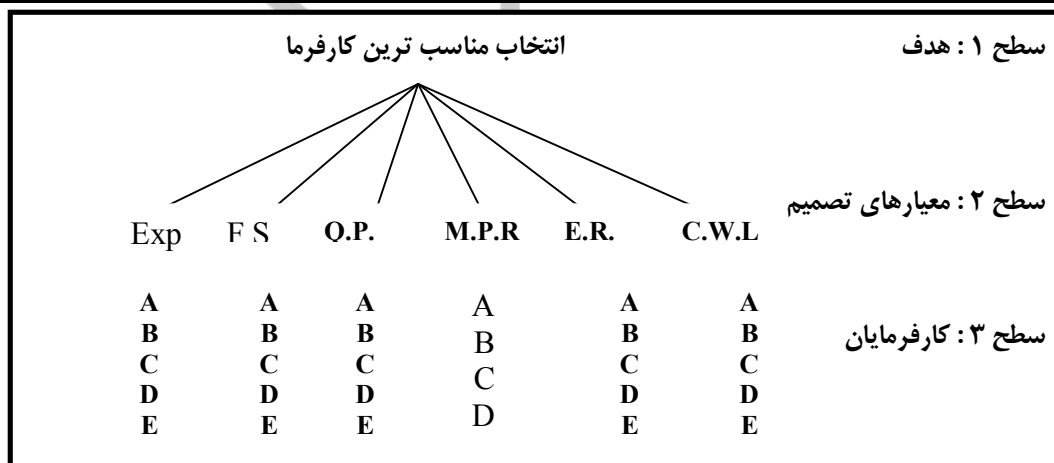 سطح ۱ : هدف انتخاب مناسب ترین کارفرما
سطح ۲ : معیارهای تصمیم
Exp F S Q.P. M.P.R E.R. C.W.L
سطح ۳ : کارفرمایان
A A A A A A
B B B B B B
C C C C C C
D D D D D D
E E E E E